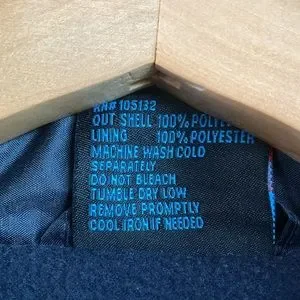 RN# 105132
OUT SHELL 100% POLYE
LINING 100% POLYESTER
MACHINE WASH COLD
SEPARATELY
DO NOT BLEACH
TUMBLE DRY LOW
REMOVE PROMPTLY
COOL IRON IF NEEDED